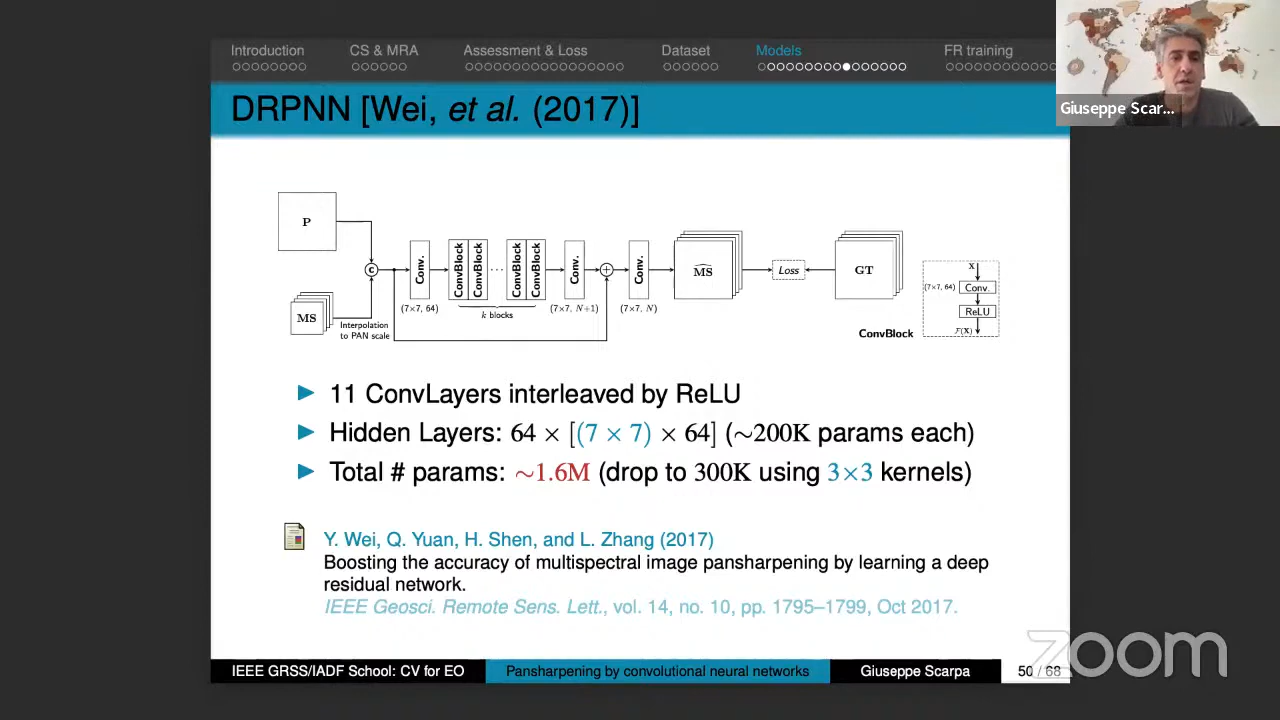 Introduction CS & MRA Assessment & Loss Dataset Models FR training
Giuseppe Scar...
DRPNN [Wei, et al. (2017)]
P
MS
Interpolation
to PAN scale
C
Conv.
(7×7, 64)
ConvBlock
ConvBlock
...
ConvBlock
ConvBlock
k blocks
Conv.
(7×7, N+1)
+
Conv.
(7×7, N)
M̂S
Loss
GT
ConvBlock
X
(7×7, 64)
Conv.
ReLU
F(X)
11 ConvLayers interleaved by ReLU
Hidden Layers: 64 × [(7 × 7) × 64] (∼200K params each)
Total # params: ∼1.6M (drop to 300K using 3×3 kernels)
Y. Wei, Q. Yuan, H. Shen, and L. Zhang (2017)
Boosting the accuracy of multispectral image pansharpening by learning a deep
residual network.
IEEE Geosci. Remote Sens. Lett., vol. 14, no. 10, pp. 1795–1799, Oct 2017.
IEEE GRSS/IADF School: CV for EO Pansharpening by convolutional neural networks Giuseppe Scarpa 50 / 68
zoom